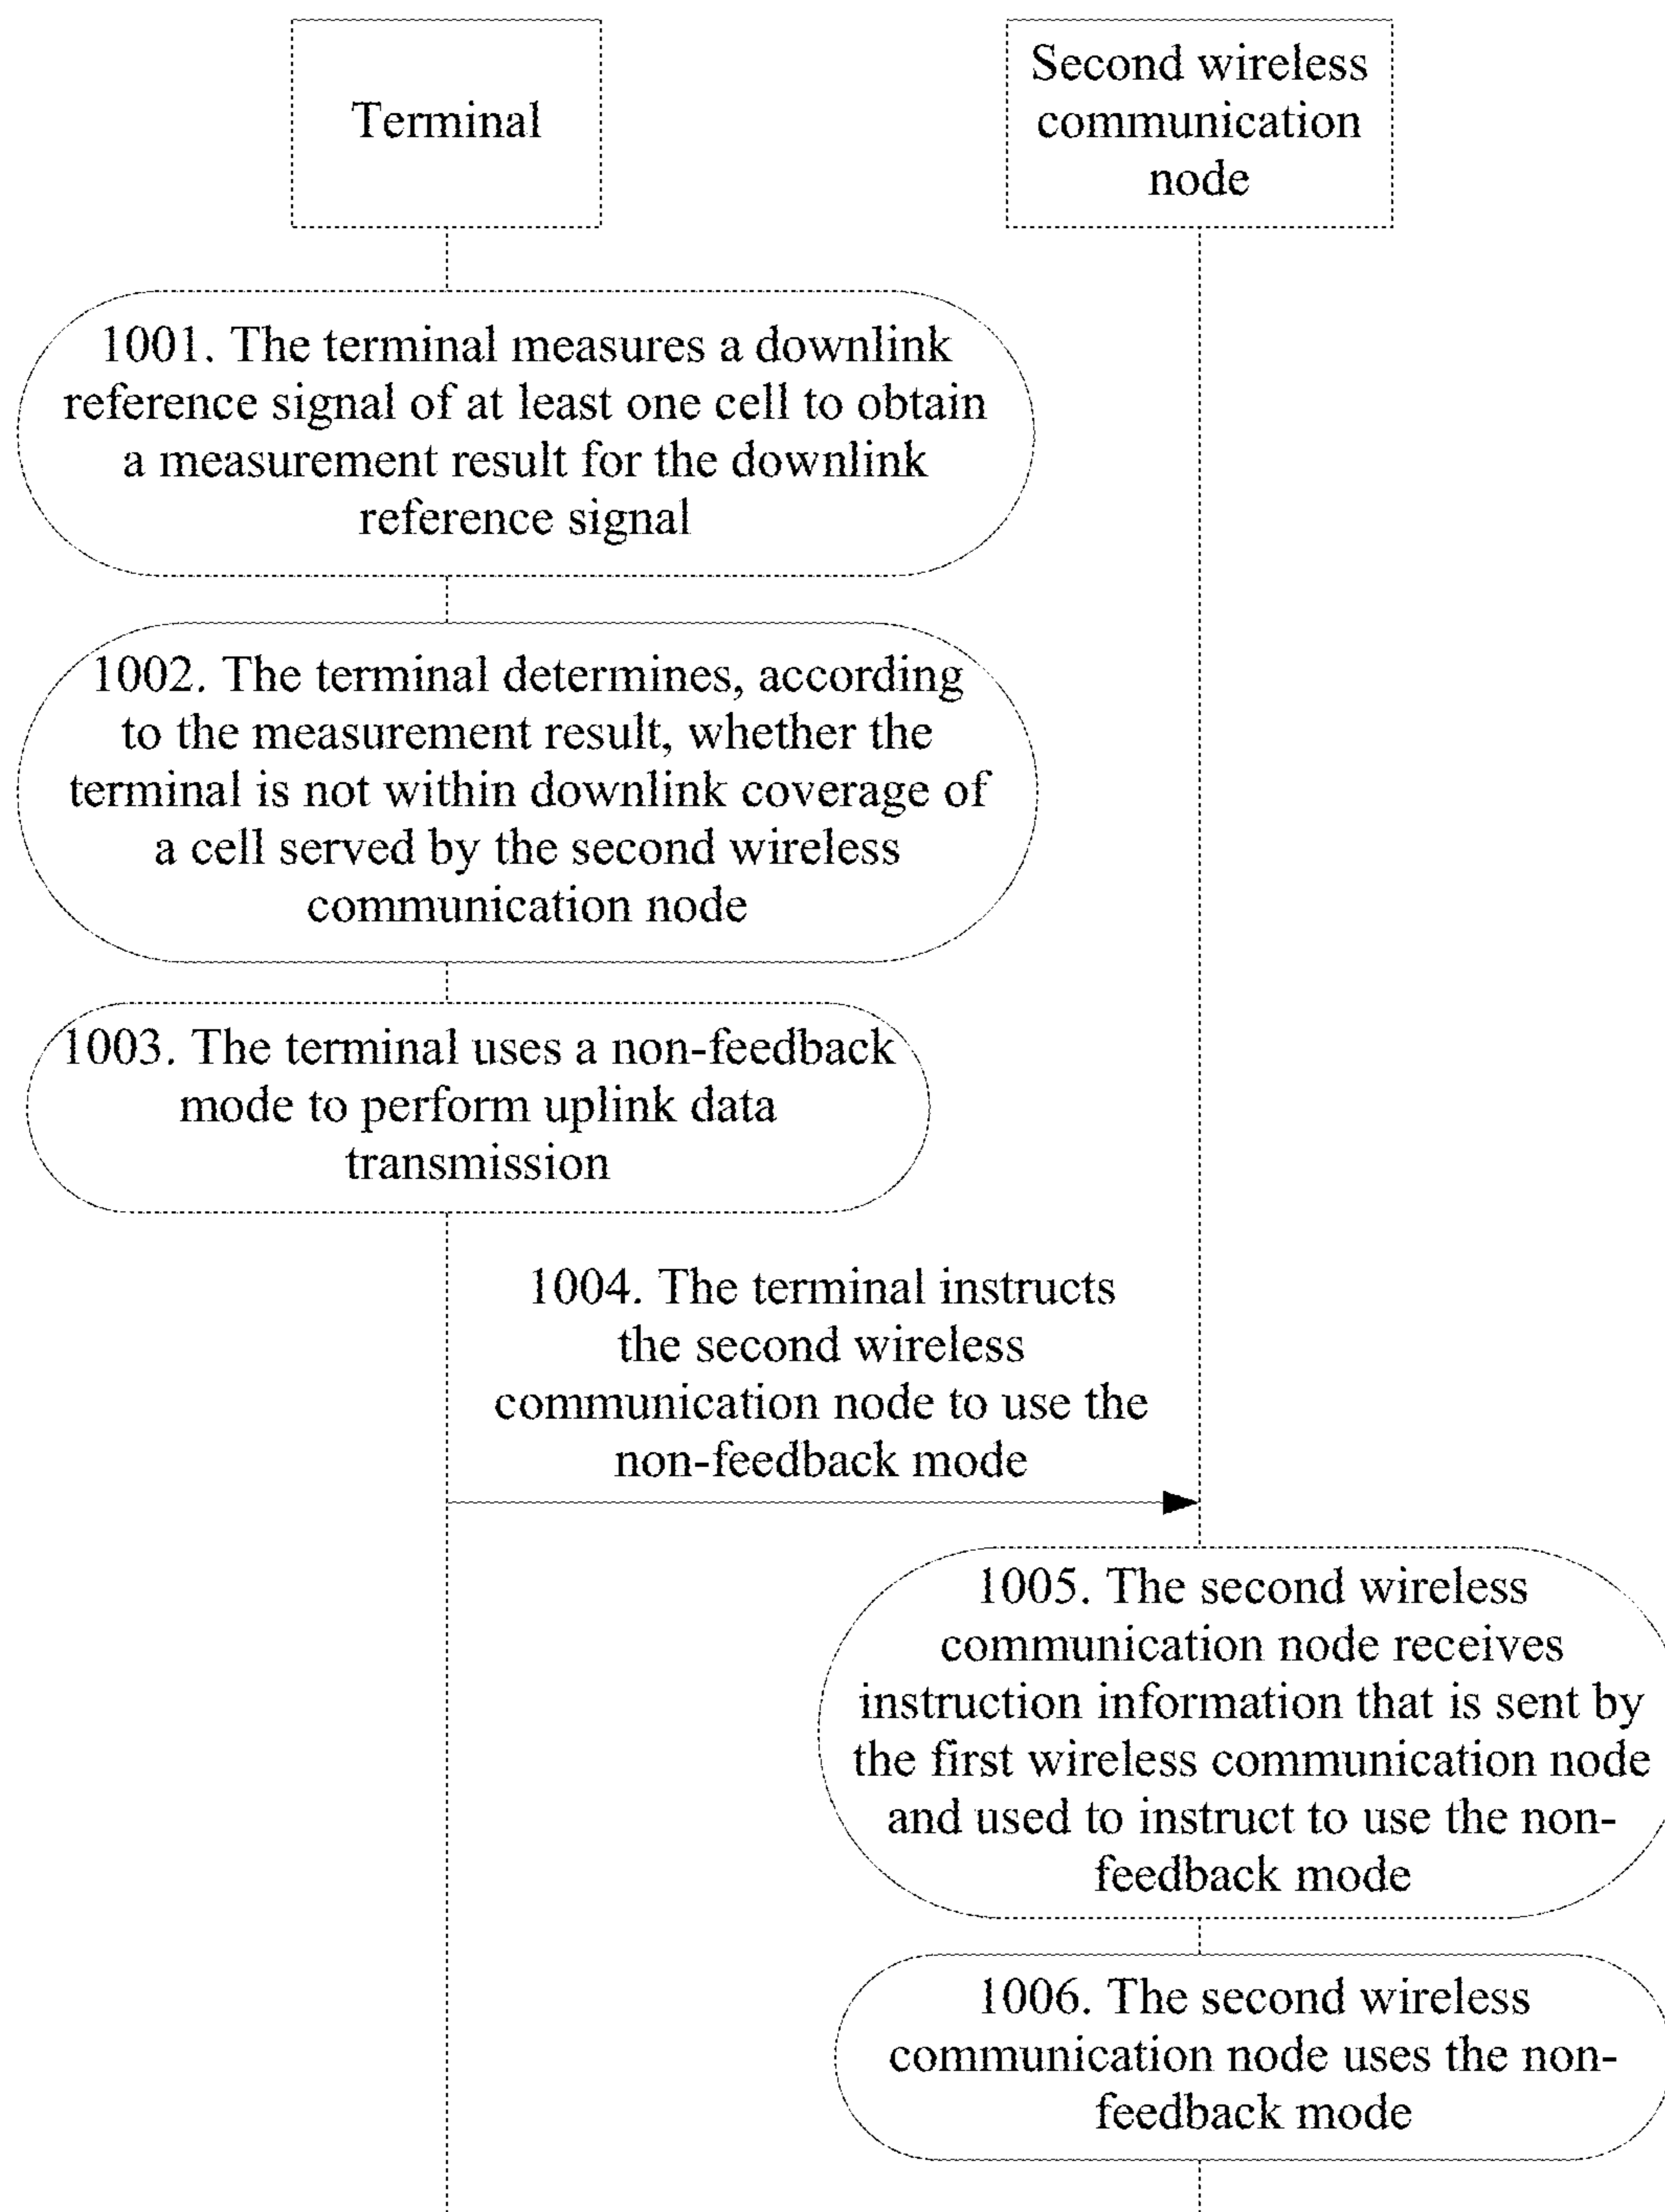 Terminal
Second wireless
communication
node
1001. The terminal measures a downlink
reference signal of at least one cell to obtain
a measurement result for the downlink
reference signal
1002. The terminal determines, according
to the measurement result, whether the
terminal is not within downlink coverage of
a cell served by the second wireless
communication node
1003. The terminal uses a non-feedback
mode to perform uplink data
transmission
1004. The terminal instructs
the second wireless
communication node to use the
non-feedback mode
1005. The second wireless
communication node receives
instruction information that is sent by
the first wireless communication node
and used to instruct to use the non-
feedback mode
1006. The second wireless
communication node uses the non-
feedback mode